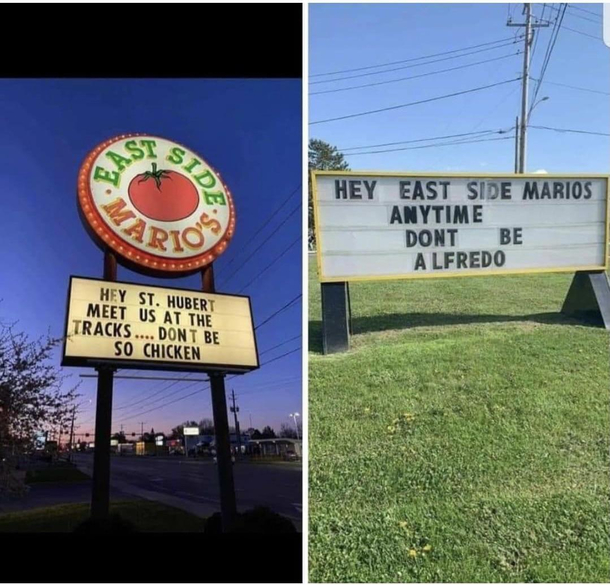 EAST SIDE
MARIO'S
HEY ST. HUBERT
MEET US AT THE
TRACKS .... DON'T BE
SO CHICKEN
HEY EAST SIDE MARIOS
ANYTIME
DONT BE
ALFREDO